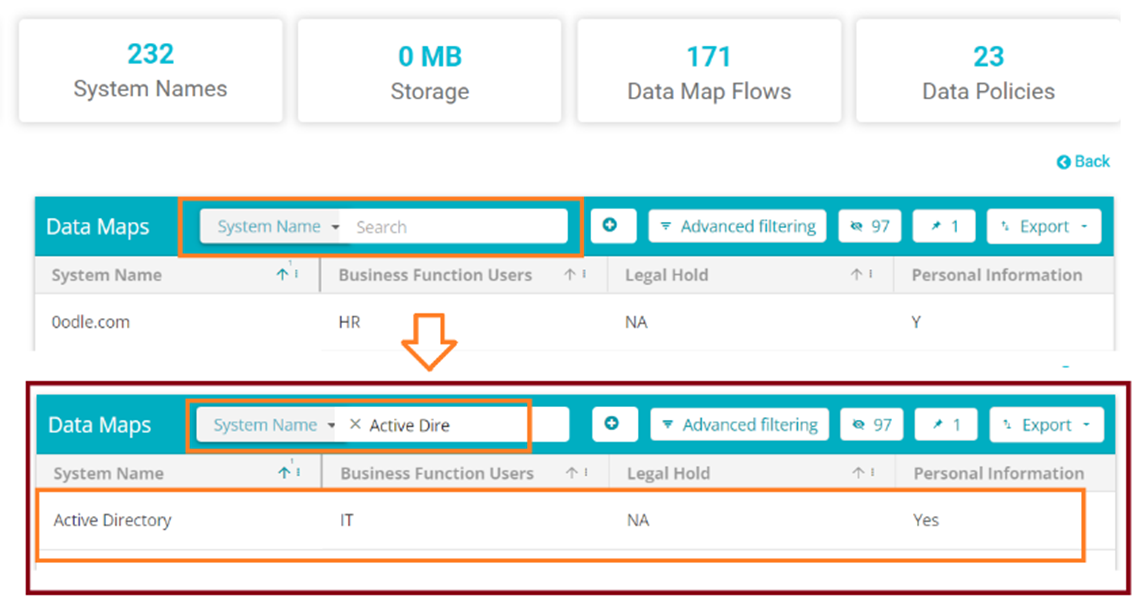 232
System Names
0 MB
Storage
171
Data Map Flows
23
Data Policies
Back
Data Maps
System Name
Search
Advanced filtering
97
1
Export
System Name 1
Business Function Users
Legal Hold
Personal Information
0odle.com
HR
NA
Y
Data Maps
System Name
× Active Dire
Advanced filtering
97
1
Export
System Name 1
Business Function Users
Legal Hold
Personal Information
Active Directory
IT
NA
Yes